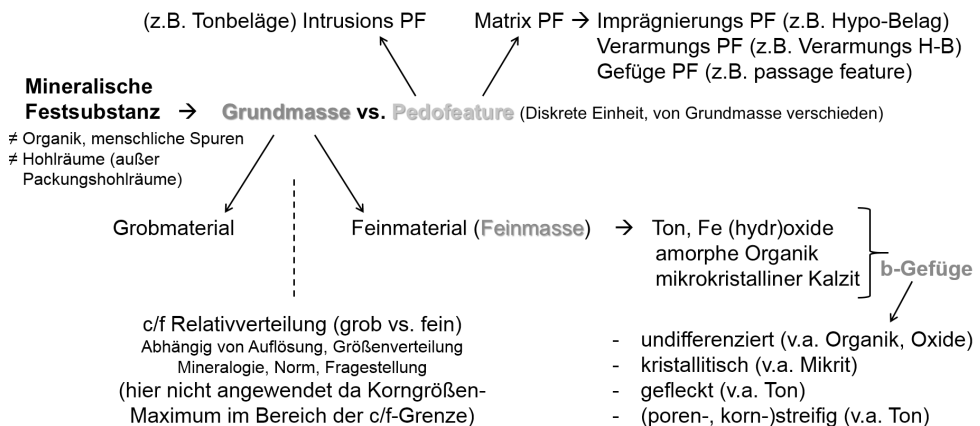 (z.B. Tonbeläge) Intrusions PF
Matrix PF → Imprägnierungs PF (z.B. Hypo-Belag)
Verarmungs PF (z.B. Verarmungs H-B)
Gefüge PF (z.B. passage feature)
Mineralische
Festsubstanz → Grundmasse vs. Pedofeature (Diskrete Einheit, von Grundmasse verschieden)
≠ Organik, menschliche Spuren
≠ Hohlräume (außer
Packungshohlräume)
Grobmaterial
Feinmaterial (Feinmasse) → Ton, Fe (hydr)oxide
amorphe Organik
mikrokristalliner Kalzit
b-Gefüge
c/f Relativverteilung (grob vs. fein)
Abhängig von Auflösung, Größenverteilung
Mineralogie, Norm, Fragestellung
(hier nicht angewendet da Korngrößen-
Maximum im Bereich der c/f-Grenze)
- undifferenziert (v.a. Organik, Oxide)
- kristallitisch (v.a. Mikrit)
- gefleckt (v.a. Ton)
- (poren-, korn-)streifig (v.a. Ton)